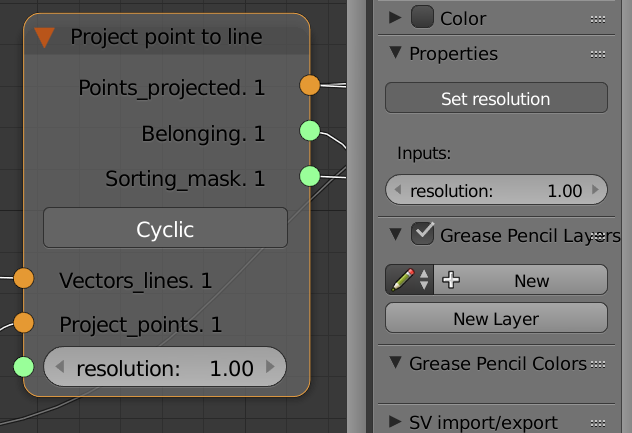 Project point to line
Points_projected. 1
Belonging. 1
Sorting_mask. 1
Cyclic
Vectors_lines. 1
Project_points. 1
resolution: 1.00
Color
Properties
Set resolution
Inputs:
resolution: 1.00
Grease Pencil Layers
New
New Layer
Grease Pencil Colors
SV import/export